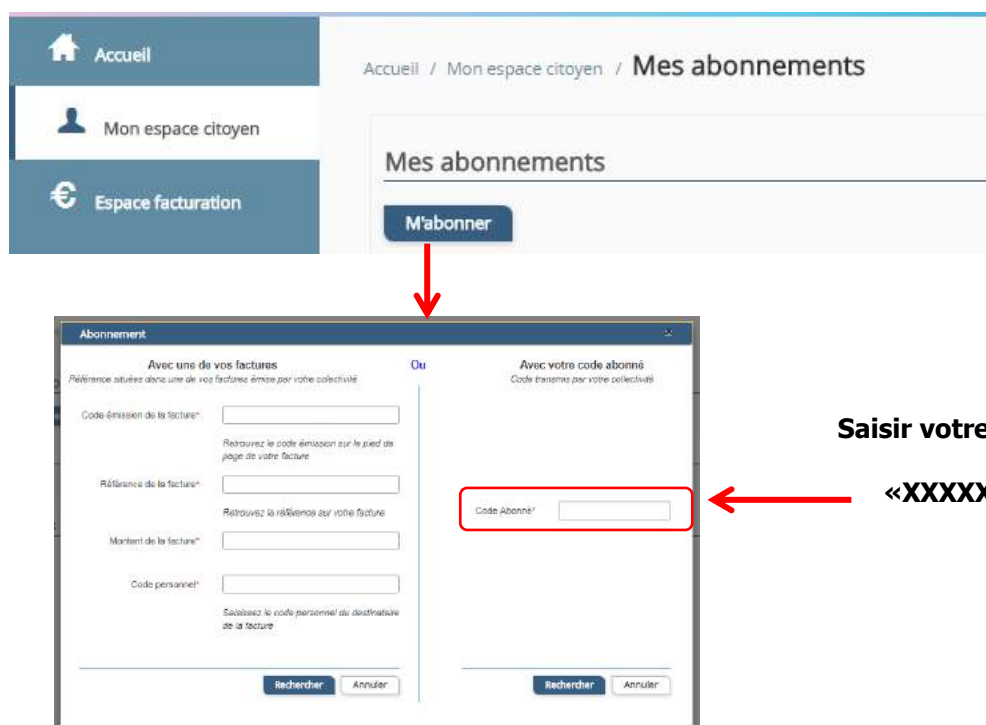 Accueil
Mon espace citoyen
Espace facturation
Accueil / Mon espace citoyen / Mes abonnements
Mes abonnements
M'abonner
Abonnement
Avec une de vos factures
Référence situées dans une de vos factures émise par votre colectivité
Code émission de la facture*
Retrouvez le code émission sur le pied de
page de votre facture
Référence de la facture*
Retrouvez la référence sur votre facture
Montant de la facture*
Code personnel*
Saisissez le code personnel du destinataire
de la facture
Rechercher Annuler
Ou
Avec votre code abonné
Code transmis par votre collectivité
Code Abonné*
Rechercher Annuler
Saisir votre
«XXXXX